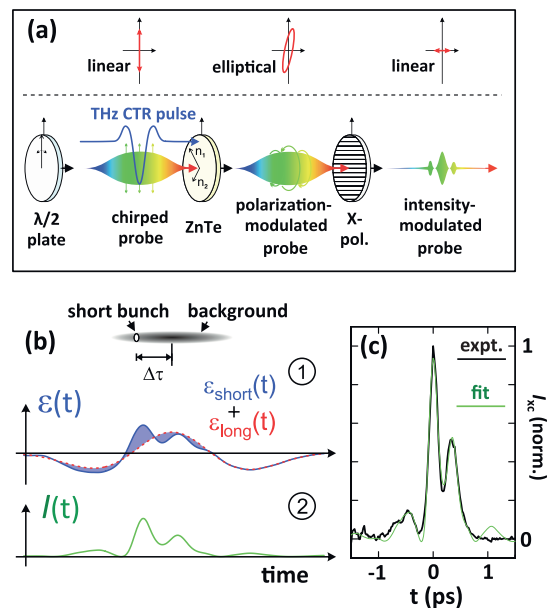 (a)
linear
elliptical
linear
THz CTR pulse
n1
n2
λ/2
plate
chirped
probe
ZnTe
polarization-
modulated
probe
X-
pol.
intensity-
modulated
probe
(b)
short bunch
background
Δτ
1
ε(t)
εshort(t)
+
εlong(t)
I(t)
2
time
(c)
expt.
fit
1
0
Ixc (norm.)
-1 0 1
t (ps)